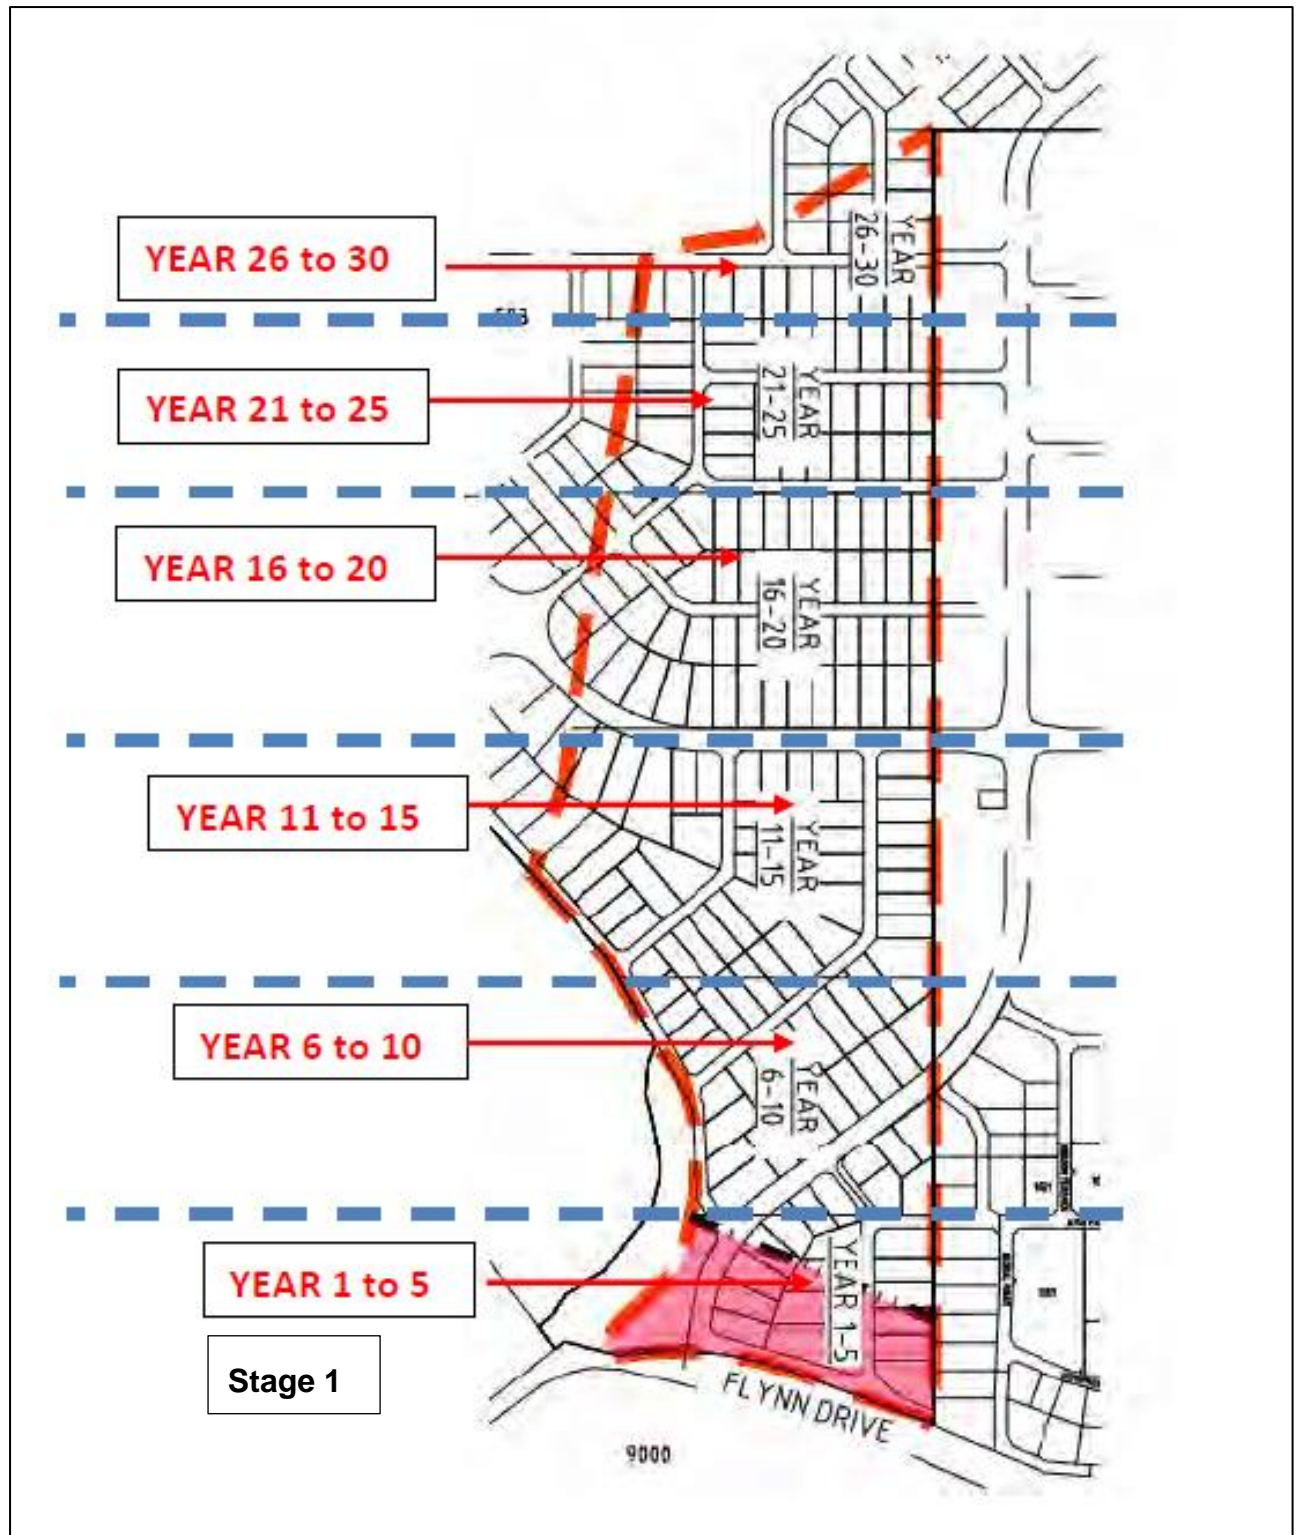 YEAR 26 to 30
YEAR
26-30
YEAR 21 to 25
YEAR
21-25
YEAR 16 to 20
YEAR
16-20
YEAR 11 to 15
YEAR
11-15
YEAR 6 to 10
YEAR
6-10
YEAR 1 to 5
YEAR 1-5
Stage 1
FLYNN DRIVE
9000